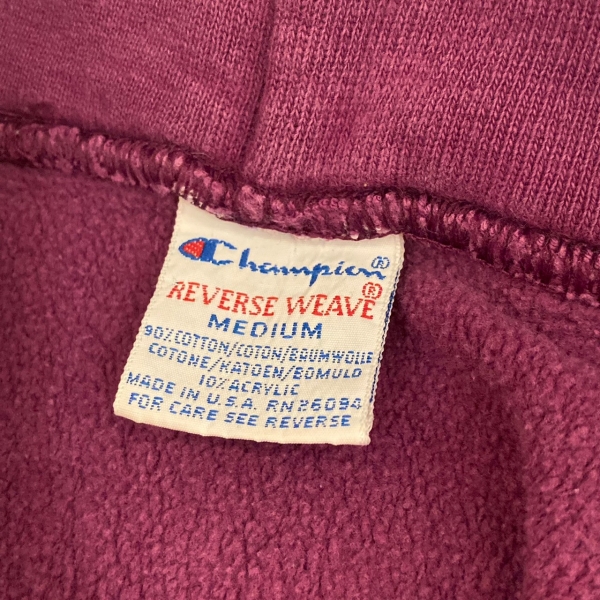 Champion®
REVERSE WEAVE®
MEDIUM
90% COTTON/COTON/BAUMWOLLE
COTONE/KATOEN/BOMULD
10% ACRYLIC
MADE IN U.S.A. RN26094
FOR CARE SEE REVERSE